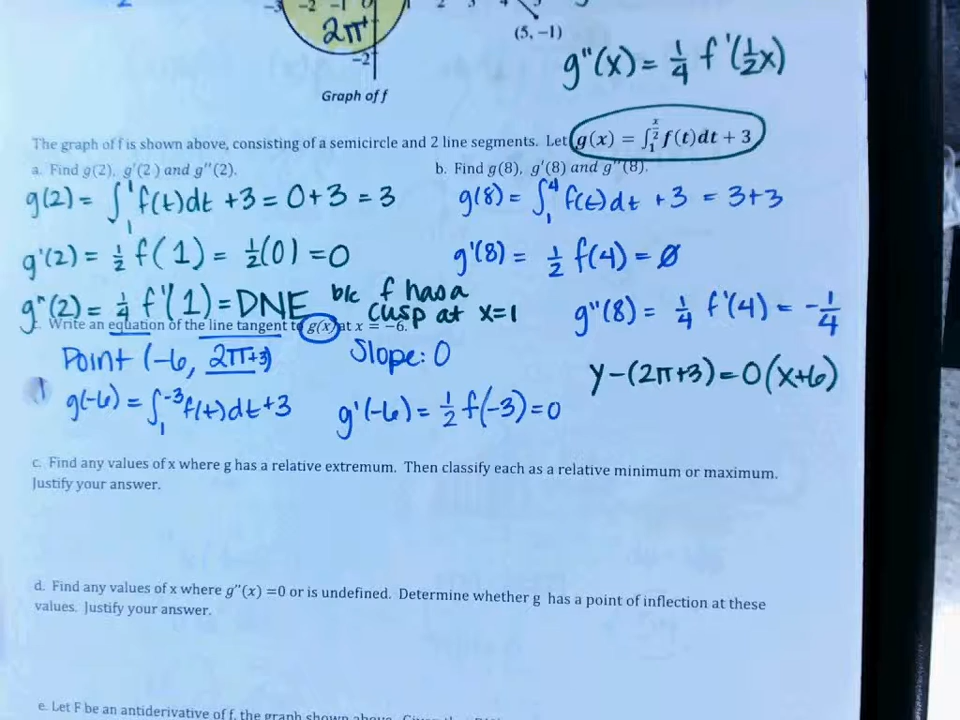 -3 -2 -1 0
2π
-2
(5, -1)
Graph of f
g"(x) = 1/4 f'(1/2x)
The graph of f is shown above, consisting of a semicircle and 2 line segments. Let g(x) = ∫₁^(x/2) f(t)dt + 3
a. Find g(2), g'(2) and g"(2).
b. Find g(8), g'(8) and g"(8).
g(2) = ∫₁¹ f(t)dt + 3 = 0+3 = 3
g(8) = ∫₁⁴ f(t)dt + 3 = 3+3
g'(2) = 1/2 f(1) = 1/2(0) = 0
g'(8) = 1/2 f(4) = 0
g"(2) = 1/4 f'(1) = DNE b/c f has a
cusp at x=1
g"(8) = 1/4 f'(4) = -1/4
Write an equation of the line tangent to g(x) at x = -6.
Point (-6, 2π+3) Slope: 0
y-(2π+3)=0(x+6)
g(-6) = ∫₁⁻³ f(t)dt+3
g'(-6) = 1/2 f(-3) = 0
c. Find any values of x where g has a relative extremum. Then classify each as a relative minimum or maximum.
Justify your answer.
d. Find any values of x where g"(x) =0 or is undefined. Determine whether g has a point of inflection at these
values. Justify your answer.
e. Let F be an antiderivative of f, the graph shown above.